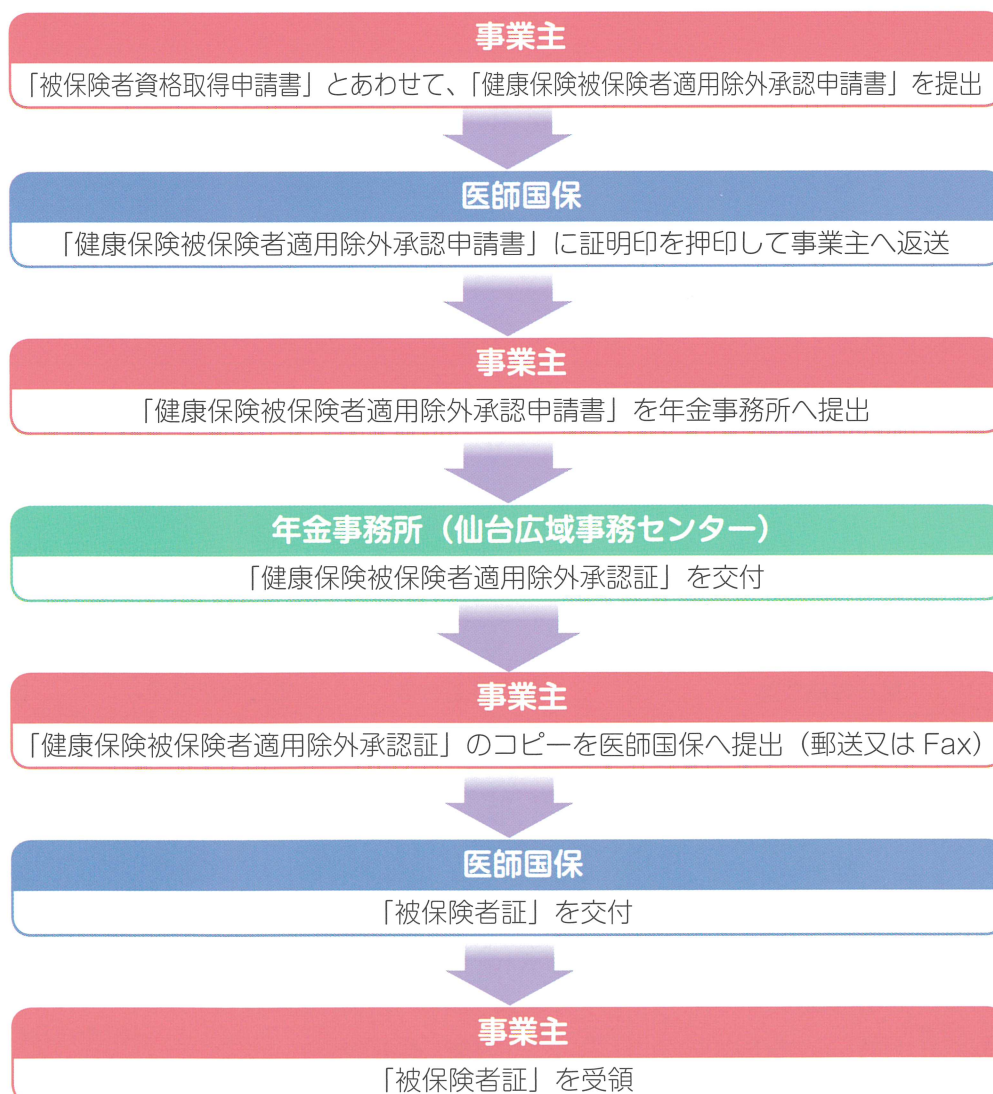 事業主
「被保険者資格取得申請書」とあわせて、「健康保険被保険者適用除外承認申請書」を提出
医師国保
「健康保険被保険者適用除外承認申請書」に証明印を押印して事業主へ返送
事業主
「健康保険被保険者適用除外承認申請書」を年金事務所へ提出
年金事務所（仙台広域事務センター）
「健康保険被保険者適用除外承認証」を交付
事業主
「健康保険被保険者適用除外承認証」のコピーを医師国保へ提出（郵送又は Fax）
医師国保
「被保険者証」を交付
事業主
「被保険者証」を受領